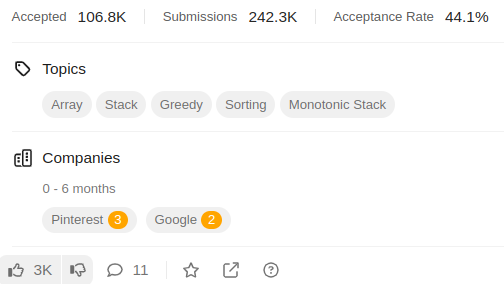 Accepted 106.8K Submissions 242.3K Acceptance Rate 44.1%
Topics
Array Stack Greedy Sorting Monotonic Stack
Companies
0 - 6 months
Pinterest 3 Google 2
3K 11